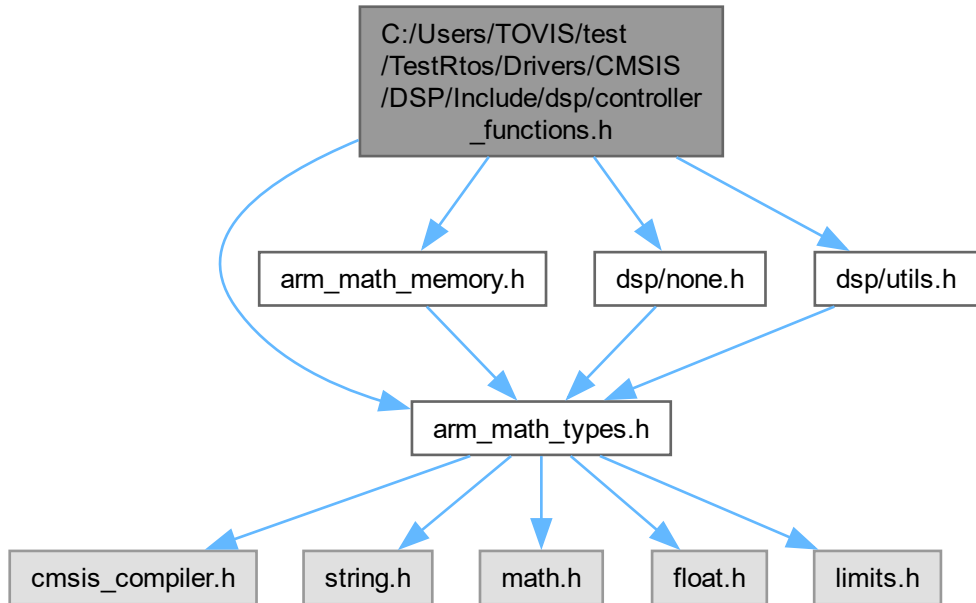 C:/Users/TOVIS/test
/TestRtos/Drivers/CMSIS
/DSP/Include/dsp/controller
_functions.h
arm_math_memory.h
dsp/none.h
dsp/utils.h
arm_math_types.h
cmsis_compiler.h
string.h
math.h
float.h
limits.h